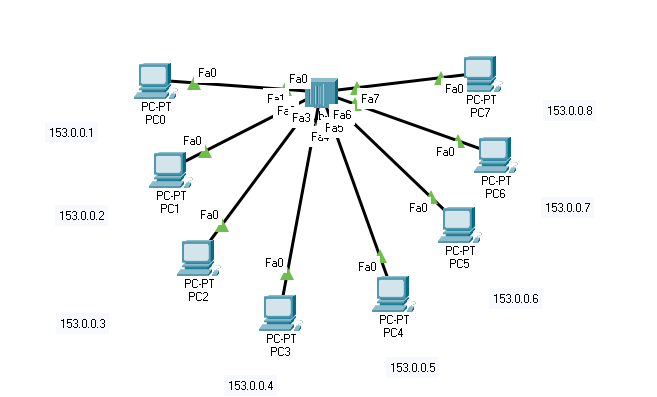 Fa0
PC-PT
PC0
153.0.0.1
Fa0
PC-PT
PC1
153.0.0.2
Fa0
PC-PT
PC2
153.0.0.3
Fa0
PC-PT
PC3
153.0.0.4
Fa0
Fa1
Fa3
Fa4
Fa5
Fa6
Fa7
Fa0
PC-PT
PC4
153.0.0.5
Fa0
PC-PT
PC5
153.0.0.6
Fa0
PC-PT
PC6
153.0.0.7
Fa0
PC-PT
PC7
153.0.0.8